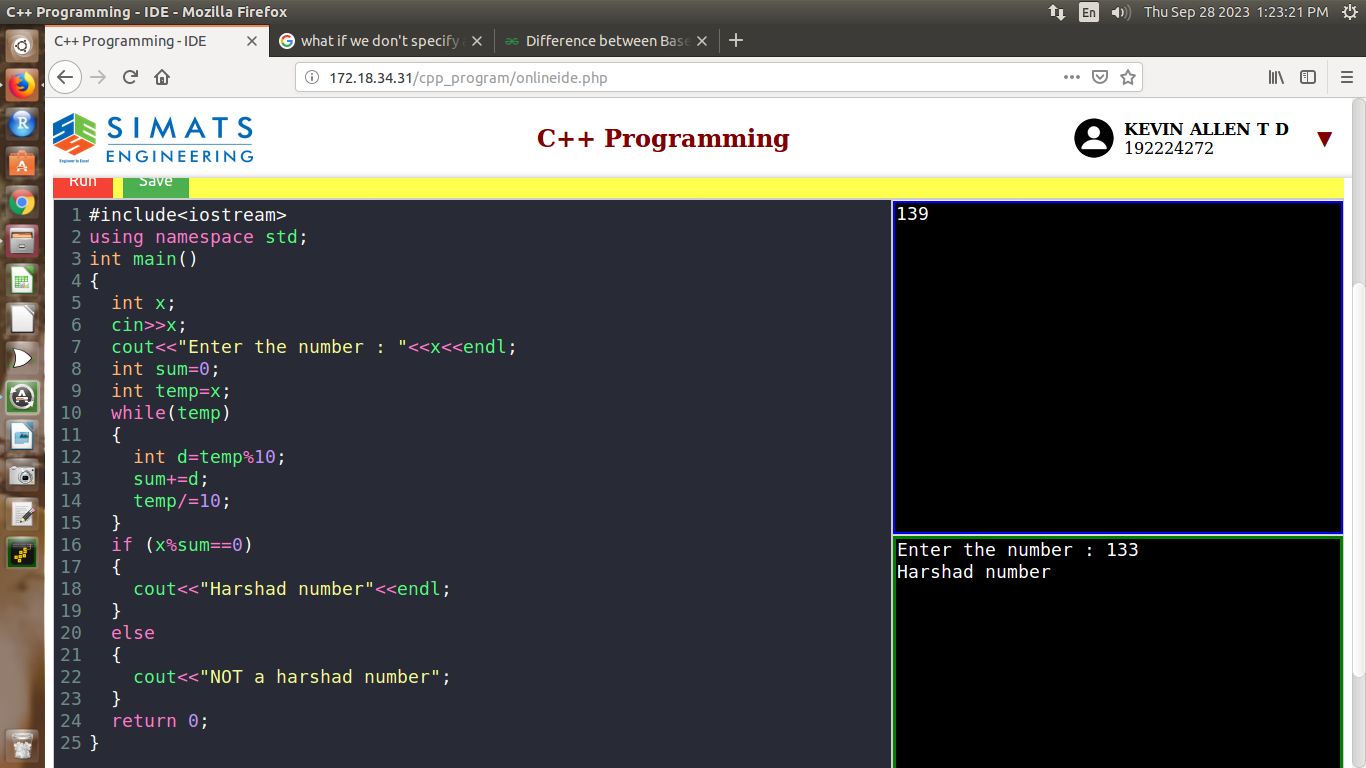 C++ Programming - IDE - Mozilla Firefox
En
Thu Sep 28 2023 1:23:21 PM
C++ Programming - IDE
what if we don't specify
Difference between Bas
172.18.34.31/cpp_program/onlineide.php
SIMATS
ENGINEERING
Engineer to Excel
C++ Programming
KEVIN ALLEN T D
192224272
Run
Save
1 #include<iostream>
2 using namespace std;
3 int main()
4 {
5   int x;
6   cin>>x;
7   cout<<"Enter the number : "<<x<<endl;
8   int sum=0;
9   int temp=x;
10   while(temp)
11   {
12     int d=temp%10;
13     sum+=d;
14     temp/=10;
15   }
16   if (x%sum==0)
17   {
18     cout<<"Harshad number"<<endl;
19   }
20   else
21   {
22     cout<<"NOT a harshad number";
23   }
24   return 0;
25 }
139
Enter the number : 133
Harshad number